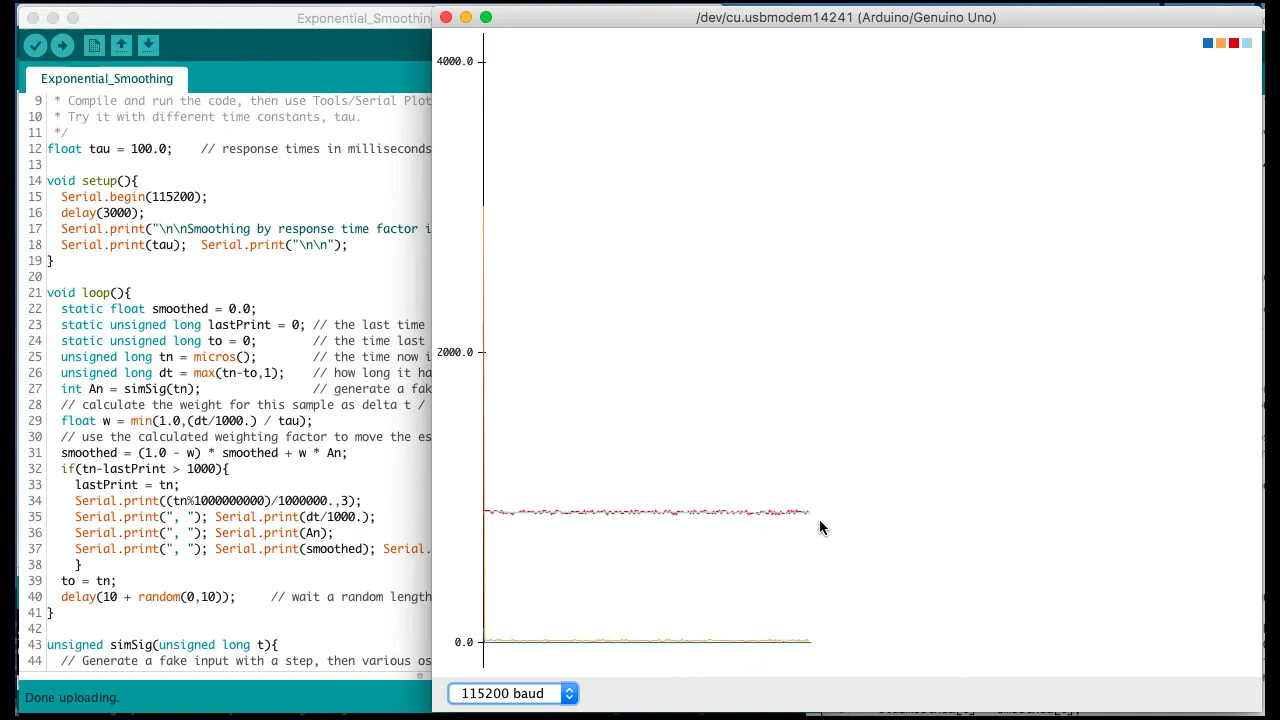 Exponential_Smoothin
/dev/cu.usbmodem14241 (Arduino/Genuino Uno)
Exponential_Smoothing
9 * Compile and run the code, then use Tools/Serial Plot
10 * Try it with different time constants, tau.
11 */
12 float tau = 100.0; // response times in milliseconds
13
14 void setup(){
15 Serial.begin(115200);
16 delay(3000);
17 Serial.print("\n\nSmoothing by response time factor i
18 Serial.print(tau); Serial.print("\n\n");
19 }
20
21 void loop(){
22 static float smoothed = 0.0;
23 static unsigned long lastPrint = 0; // the last time
24 static unsigned long to = 0; // the time last
25 unsigned long tn = micros(); // the time now i
26 unsigned long dt = max(tn-to,1); // how long it ha
27 int An = simSig(tn); // generate a fak
28 // calculate the weight for this sample as delta t /
29 float w = min(1.0,(dt/1000.) / tau);
30 // use the calculated weighting factor to move the es
31 smoothed = (1.0 - w) * smoothed + w * An;
32 if(tn-lastPrint > 1000){
33 lastPrint = tn;
34 Serial.print((tn%1000000000)/1000000.,3);
35 Serial.print(", "); Serial.print(dt/1000.);
36 Serial.print(", "); Serial.print(An);
37 Serial.print(", "); Serial.print(smoothed); Serial.
38 }
39 to = tn;
40 delay(10 + random(0,10)); // wait a random length
41 }
42
43 unsigned simSig(unsigned long t){
44 // Generate a fake input with a step, then various os
Done uploading.
4000.0
2000.0
0.0
115200 baud